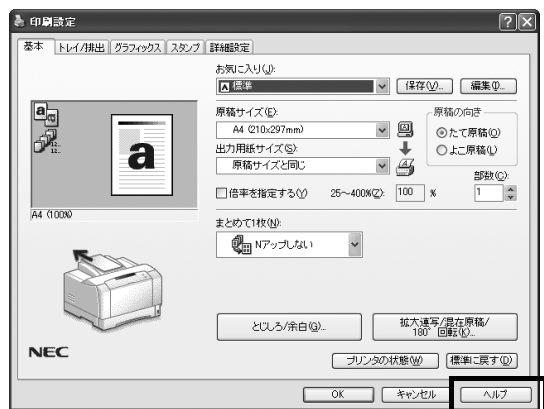 印刷設定
基本 トレイ/排出 グラフィックス スタンプ 詳細設定
お気に入り(J):
標準 保存(V)... 編集(I)...
原稿サイズ(E): 原稿の向き
A4 (210x297mm) たて原稿(O)
出力用紙サイズ(S): よこ原稿(L)
原稿サイズと同じ
部数(C):
倍率を指定する(Y) 25～400%(Z): 100 % 1
a
a
12..
12..
A4 (100%)
まとめて1枚(N):
Nアップしない
とじしろ/余白(G)... 拡大連写/混在原稿/
180°回転(K)...
NEC
プリンタの状態(W) 標準に戻す(D)
OK キャンセル ヘルプ